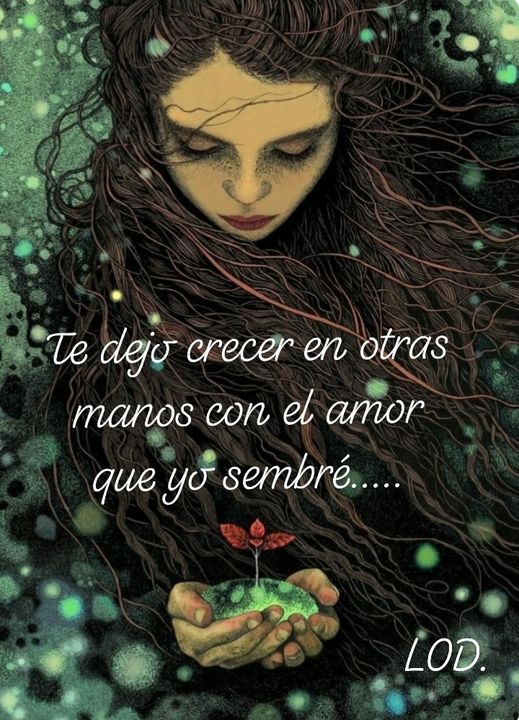 Te dejo crecer en otras
manos con el amor
que yo sembré.....
LOD.